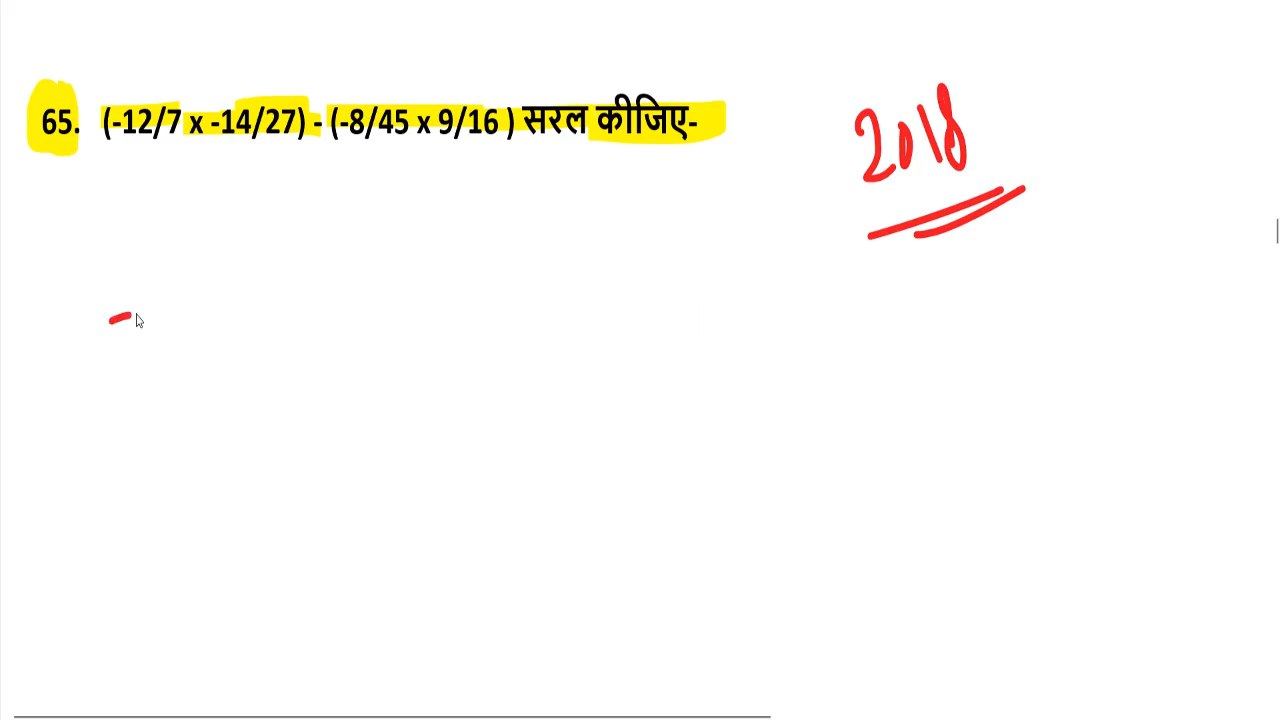 65. (-12/7 x -14/27) - (-8/45 x 9/16 ) सरल कीजिए-
2018